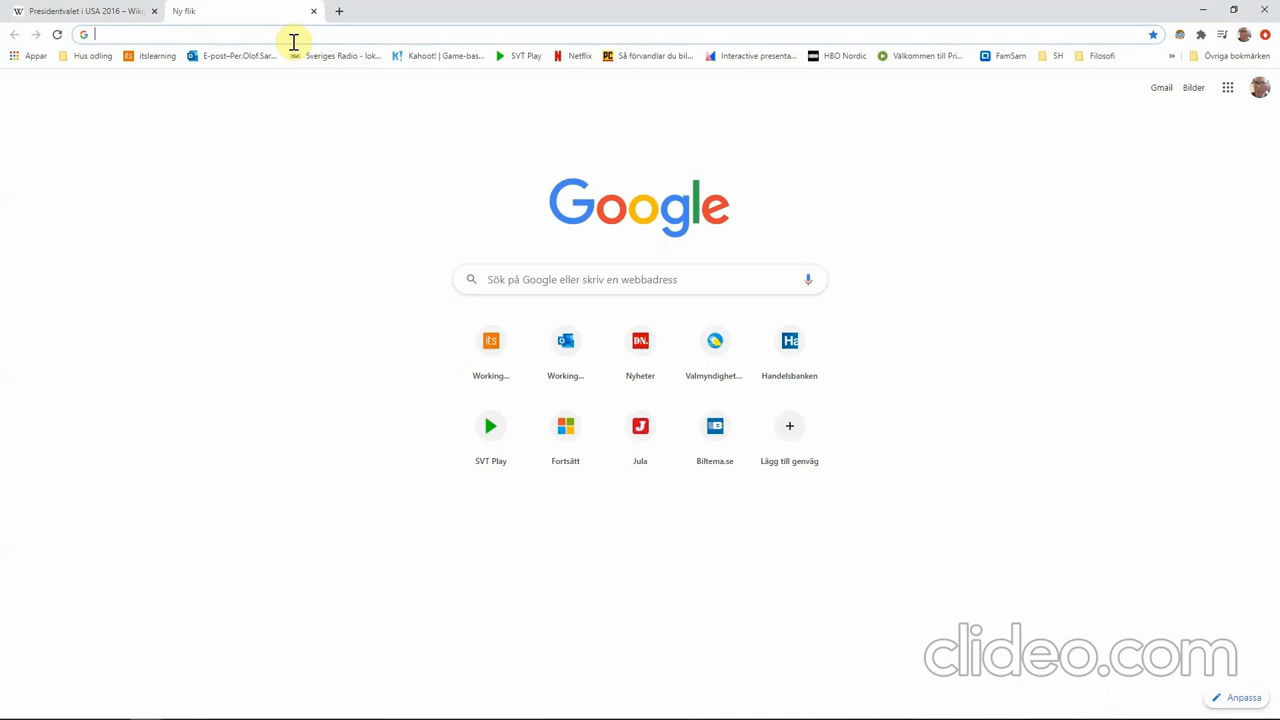 Presidentvalet i USA 2016 – Wiki
Ny flik
Appar
Hus odling
itslearning
E-post–Per.Olof.Sar...
Sveriges Radio - lok...
Kahoot! | Game-bas...
SVT Play
Netflix
Så förvandlar du bil...
Interactive presenta...
HBO Nordic
Välkommen till Pri...
FamSarn
SH
Filosofi
»
Övriga bokmärken
Gmail
Bilder
Google
Sök på Google eller skriv en webbadress
Working...
Working...
Nyheter
Valmyndighet...
Handelsbanken
SVT Play
Fortsätt
Jula
Biltema.se
Lägg till genväg
clideo.com
Anpassa